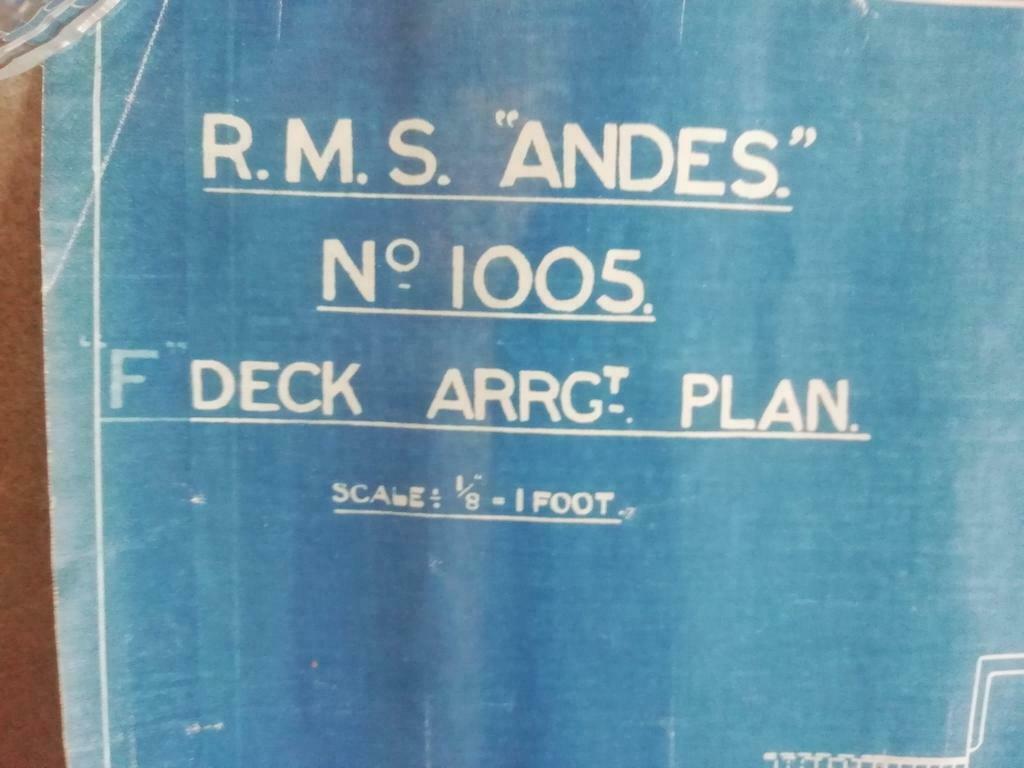 R.M.S. "ANDES."
Nº 1005.
"F" DECK ARRGT. PLAN.
SCALE: 1/8" = 1 FOOT.